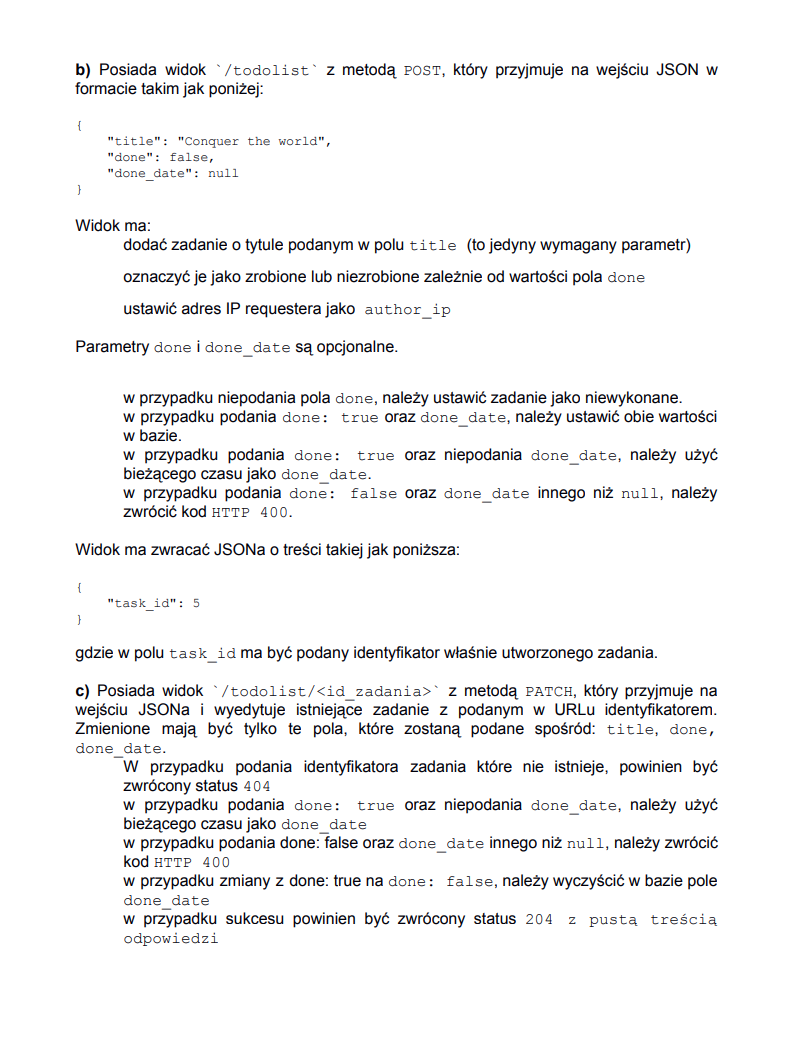 b) Posiada widok `/todolist` z metodą POST, który przyjmuje na wejściu JSON w
formacie takim jak poniżej:
{
    "title": "Conquer the world",
    "done": false,
    "done_date": null
}
Widok ma:
dodać zadanie o tytule podanym w polu title (to jedyny wymagany parametr)
oznaczyć je jako zrobione lub niezrobione zależnie od wartości pola done
ustawić adres IP requestera jako author_ip
Parametry done i done_date są opcjonalne.
w przypadku niepodania pola done, należy ustawić zadanie jako niewykonane.
w przypadku podania done: true oraz done_date, należy ustawić obie wartości
w bazie.
w przypadku podania done: true oraz niepodania done_date, należy użyć
bieżącego czasu jako done_date.
w przypadku podania done: false oraz done_date innego niż null, należy
zwrócić kod HTTP 400.
Widok ma zwracać JSONa o treści takiej jak poniższa:
{
    "task_id": 5
}
gdzie w polu task_id ma być podany identyfikator właśnie utworzonego zadania.
c) Posiada widok `/todolist/<id_zadania>` z metodą PATCH, który przyjmuje na
wejściu JSONa i wyedytuje istniejące zadanie z podanym w URLu identyfikatorem.
Zmienione mają być tylko te pola, które zostaną podane spośród: title, done,
done_date.
W przypadku podania identyfikatora zadania które nie istnieje, powinien być
zwrócony status 404
w przypadku podania done: true oraz niepodania done_date, należy użyć
bieżącego czasu jako done_date
w przypadku podania done: false oraz done_date innego niż null, należy zwrócić
kod HTTP 400
w przypadku zmiany z done: true na done: false, należy wyczyścić w bazie pole
done_date
w przypadku sukcesu powinien być zwrócony status 204 z pustą treścią
odpowiedzi